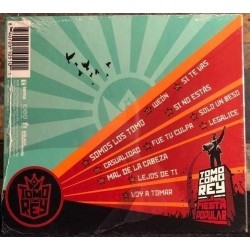 SOMOS LOS TOMO
CASUALIDAD
MAL DE LA CABEZA
VOY A TOMAR
WEÓN
FUE TU CULPA
LEJOS DE TI
SI TE VAS
SI NO ESTÁS
SOLO UN BESO
LEGALICE
TOMO
COMO
REY
TOMO
COMO
REY
FIESTA
POPULAR